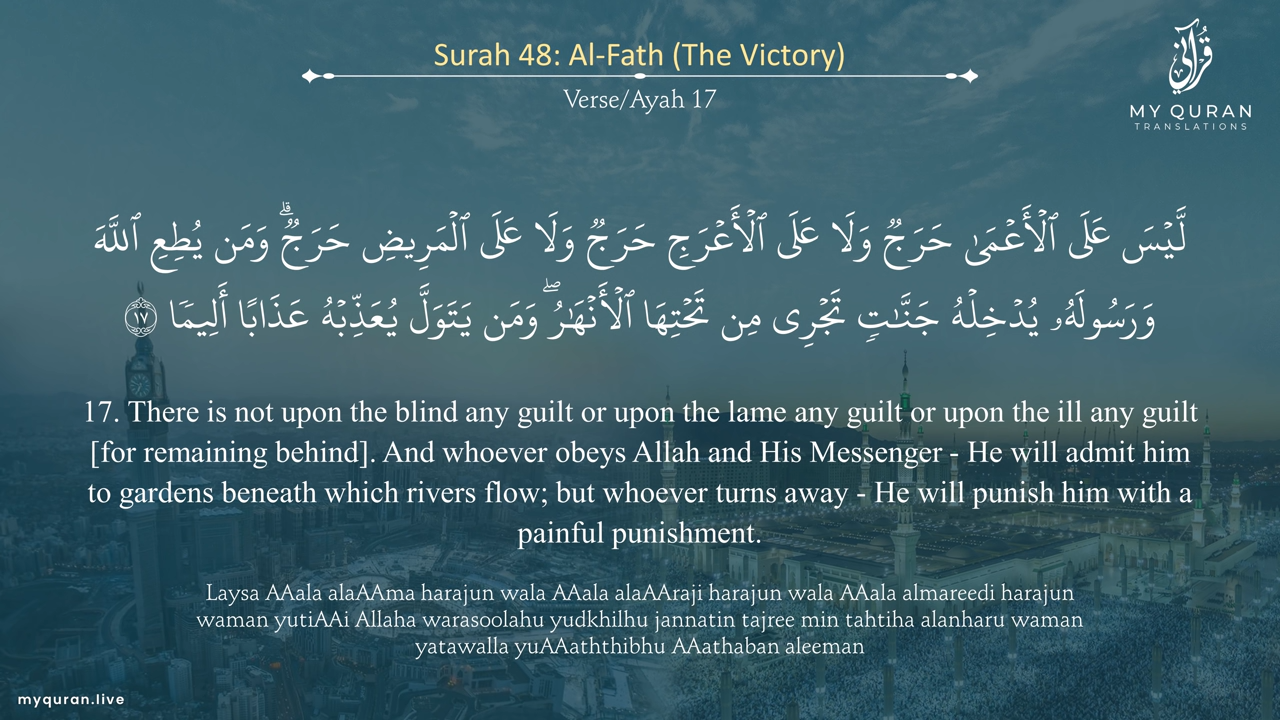 Surah 48: Al-Fath (The Victory)
Verse/Ayah 17
قُرْآنِي
MY QURAN
TRANSLATIONS
لَّيْسَ عَلَى ٱلْأَعْمَىٰ حَرَجٌ وَلَا عَلَى ٱلْأَعْرَجِ حَرَجٌ وَلَا عَلَى ٱلْمَرِيضِ حَرَجٌ ۗ وَمَن يُطِعِ ٱللَّهَ
وَرَسُولَهُۥ يُدْخِلْهُ جَنَّـٰتٍ تَجْرِى مِن تَحْتِهَا ٱلْأَنْهَـٰرُ ۖ وَمَن يَتَوَلَّ يُعَذِّبْهُ عَذَابًا أَلِيمًا ١٧
17. There is not upon the blind any guilt or upon the lame any guilt or upon the ill any guilt
[for remaining behind]. And whoever obeys Allah and His Messenger - He will admit him
to gardens beneath which rivers flow; but whoever turns away - He will punish him with a
painful punishment.
Laysa AAala alaAAma harajun wala AAala alaAAraji harajun wala AAala almareedi harajun
waman yutiAAi Allaha warasoolahu yudkhilhu jannatin tajree min tahtiha alanharu waman
yatawalla yuAAaththibhu AAathaban aleeman
myquran.live